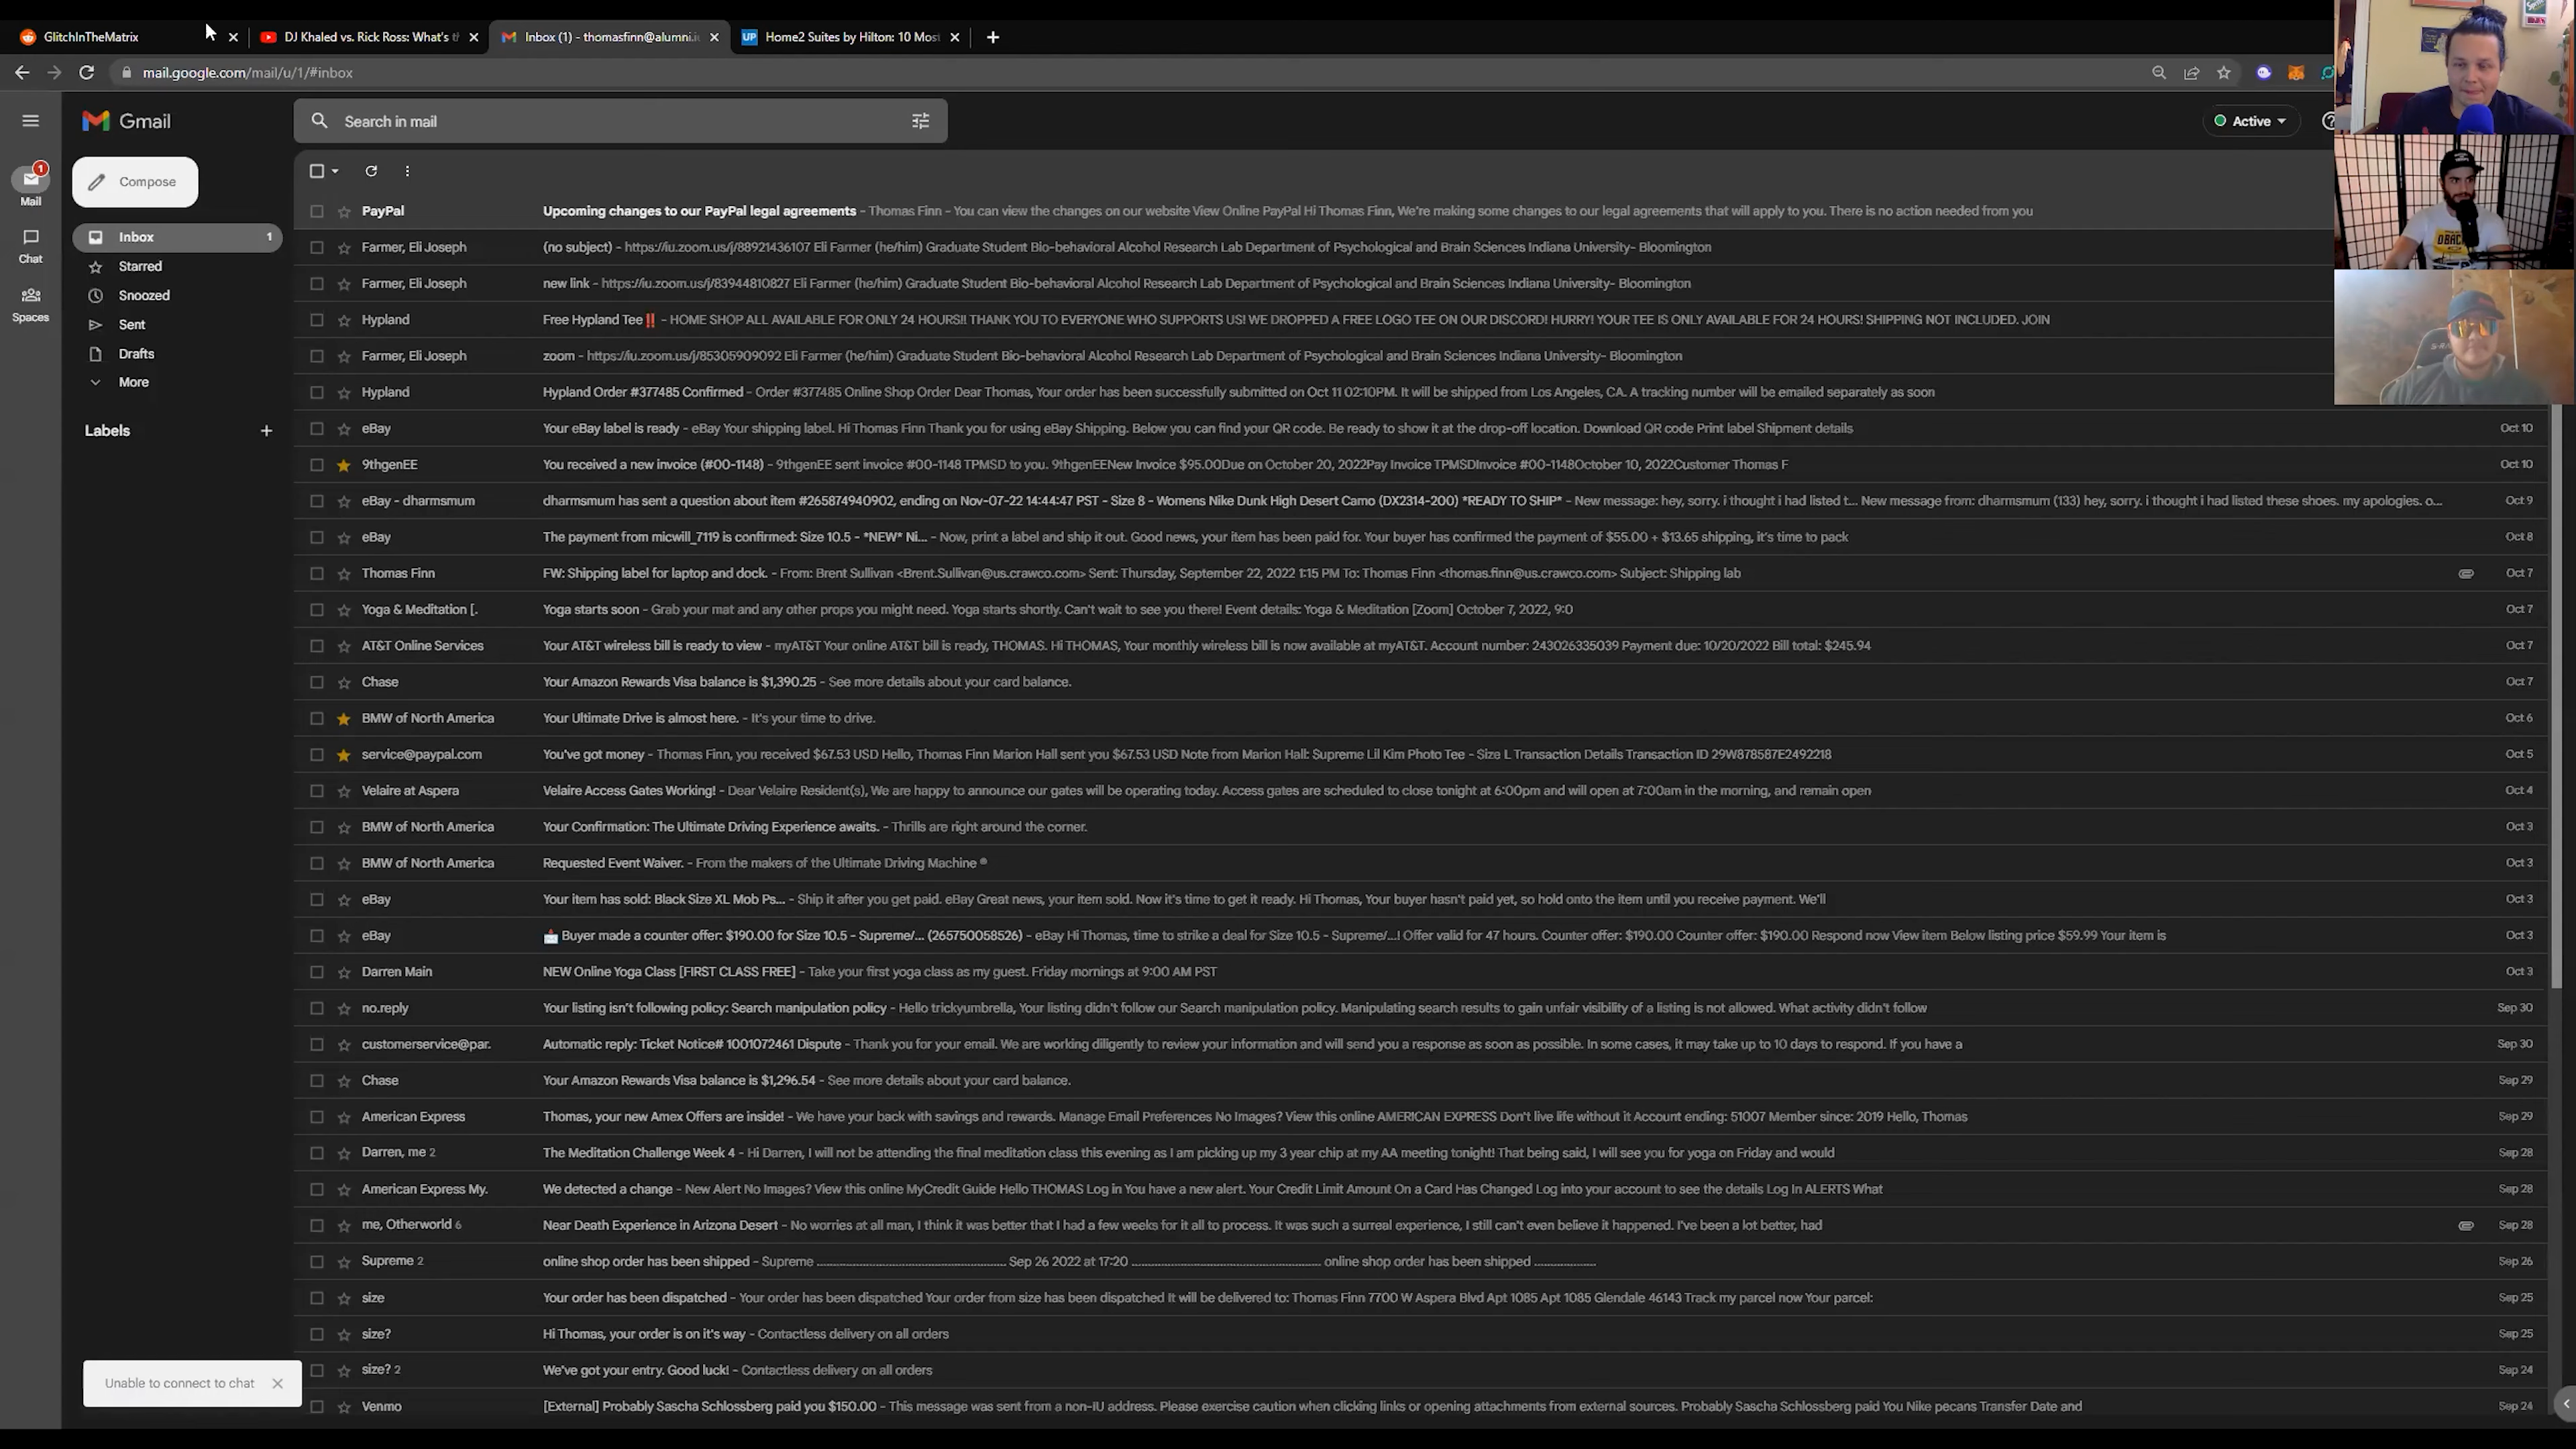 GlitchInTheMatrix
DJ Khaled vs. Rick Ross: What's t
Inbox (1) - thomasfinn@alumni.i
UP Home2 Suites by Hilton: 10 Most
mail.google.com/mail/u/1/#inbox
Gmail
Search in mail
Active
1
Mail
Compose
Chat
Spaces
Inbox 1
Starred
Snoozed
Sent
Drafts
More
Labels
PayPal Upcoming changes to our PayPal legal agreements - Thomas Finn - You can view the changes on our website View Online PayPal Hi Thomas Finn, We're making some changes to our legal agreements that will apply to you. There is no action needed from you
Farmer, Eli Joseph (no subject) - https://iu.zoom.us/j/88921436107 Eli Farmer (he/him) Graduate Student Bio-behavioral Alcohol Research Lab Department of Psychological and Brain Sciences Indiana University- Bloomington
Farmer, Eli Joseph new link - https://iu.zoom.us/j/83944810827 Eli Farmer (he/him) Graduate Student Bio-behavioral Alcohol Research Lab Department of Psychological and Brain Sciences Indiana University- Bloomington
Hypland Free Hypland Tee‼️ - HOME SHOP ALL AVAILABLE FOR ONLY 24 HOURS!! THANK YOU TO EVERYONE WHO SUPPORTS US! WE DROPPED A FREE LOGO TEE ON OUR DISCORD! HURRY! YOUR TEE IS ONLY AVAILABLE FOR 24 HOURS! SHIPPING NOT INCLUDED. JOIN
Farmer, Eli Joseph zoom - https://iu.zoom.us/j/85305909092 Eli Farmer (he/him) Graduate Student Bio-behavioral Alcohol Research Lab Department of Psychological and Brain Sciences Indiana University- Bloomington
Hypland Hypland Order #377485 Confirmed - Order #377485 Online Shop Order Dear Thomas, Your order has been successfully submitted on Oct 11 02:10PM. It will be shipped from Los Angeles, CA. A tracking number will be emailed separately as soon
eBay Your eBay label is ready - eBay Your shipping label. Hi Thomas Finn Thank you for using eBay Shipping. Below you can find your QR code. Be ready to show it at the drop-off location. Download QR code Print label Shipment details Oct 10
9thgenEE You received a new invoice (#00-1148) - 9thgenEE sent invoice #00-1148 TPMSD to you. 9thgenEENew Invoice $95.00Due on October 20, 2022Pay Invoice TPMSDInvoice #00-1148October 10, 2022Customer Thomas F Oct 10
eBay - dharmsmum dharmsmum has sent a question about item #265874940902, ending on Nov-07-22 14:44:47 PST - Size 8 - Womens Nike Dunk High Desert Camo (DX2314-200) *READY TO SHIP* - New message: hey, sorry. i thought i had listed t... New message from: dharmsmum (133) hey, sorry. i thought i had listed these shoes. my apologies. o... Oct 9
eBay The payment from micwill_7119 is confirmed: Size 10.5 - *NEW* Ni... - Now, print a label and ship it out. Good news, your item has been paid for. Your buyer has confirmed the payment of $55.00 + $13.65 shipping, it's time to pack Oct 8
Thomas Finn FW: Shipping label for laptop and dock. - From: Brent Sullivan <Brent.Sullivan@us.crawco.com> Sent: Thursday, September 22, 2022 1:15 PM To: Thomas Finn <thomas.finn@us.crawco.com> Subject: Shipping lab Oct 7
Yoga & Meditation [. Yoga starts soon - Grab your mat and any other props you might need. Yoga starts shortly. Can't wait to see you there! Event details: Yoga & Meditation [Zoom] October 7, 2022, 9:0 Oct 7
AT&T Online Services Your AT&T wireless bill is ready to view - myAT&T Your online AT&T bill is ready, THOMAS. Hi THOMAS, Your monthly wireless bill is now available at myAT&T. Account number: 243026335039 Payment due: 10/20/2022 Bill total: $245.94 Oct 7
Chase Your Amazon Rewards Visa balance is $1,390.25 - See more details about your card balance. Oct 7
BMW of North America Your Ultimate Drive is almost here. - It's your time to drive. Oct 6
service@paypal.com You've got money - Thomas Finn, you received $67.53 USD Hello, Thomas Finn Marion Hall sent you $67.53 USD Note from Marion Hall: Supreme Lil Kim Photo Tee - Size L Transaction Details Transaction ID 29W878587E2492218 Oct 5
Velaire at Aspera Velaire Access Gates Working! - Dear Velaire Resident(s), We are happy to announce our gates will be operating today. Access gates are scheduled to close tonight at 6:00pm and will open at 7:00am in the morning, and remain open Oct 4
BMW of North America Your Confirmation: The Ultimate Driving Experience awaits. - Thrills are right around the corner. Oct 3
BMW of North America Requested Event Waiver. - From the makers of the Ultimate Driving Machine ® Oct 3
eBay Your item has sold: Black Size XL Mob Ps... - Ship it after you get paid. eBay Great news, your item sold. Now it's time to get it ready. Hi Thomas, Your buyer hasn't paid yet, so hold onto the item until you receive payment. We'll Oct 3
eBay Buyer made a counter offer: $190.00 for Size 10.5 - Supreme/... (265750058526) - eBay Hi Thomas, time to strike a deal for Size 10.5 - Supreme/...! Offer valid for 47 hours. Counter offer: $190.00 Counter offer: $190.00 Respond now View item Below listing price $59.99 Your item is Oct 3
Darren Main NEW Online Yoga Class [FIRST CLASS FREE] - Take your first yoga class as my guest. Friday mornings at 9:00 AM PST Oct 3
no.reply Your listing isn't following policy: Search manipulation policy - Hello trickyumbrella, Your listing didn't follow our Search manipulation policy. Manipulating search results to gain unfair visibility of a listing is not allowed. What activity didn't follow Sep 30
customerservice@par. Automatic reply: Ticket Notice# 1001072461 Dispute - Thank you for your email. We are working diligently to review your information and will send you a response as soon as possible. In some cases, it may take up to 10 days to respond. If you have a Sep 30
Chase Your Amazon Rewards Visa balance is $1,296.54 - See more details about your card balance. Sep 29
American Express Thomas, your new Amex Offers are inside! - We have your back with savings and rewards. Manage Email Preferences No Images? View this online AMERICAN EXPRESS Don't live life without it Account ending: 51007 Member since: 2019 Hello, Thomas Sep 29
Darren, me 2 The Meditation Challenge Week 4 - Hi Darren, I will not be attending the final meditation class this evening as I am picking up my 3 year chip at my AA meeting tonight! That being said, I will see you for yoga on Friday and would Sep 28
American Express My. We detected a change - New Alert No Images? View this online MyCredit Guide Hello THOMAS Log in You have a new alert. Your Credit Limit Amount On a Card Has Changed Log into your account to see the details Log In ALERTS What Sep 28
me, Otherworld 6 Near Death Experience in Arizona Desert - No worries at all man, I think it was better that I had a few weeks for it all to process. It was such a surreal experience, I still can't even believe it happened. I've been a lot better, had Sep 28
Supreme 2 online shop order has been shipped - Supreme ........ Sep 26 2022 at 17:20 ........ online shop order has been shipped ........ Sep 26
size Your order has been dispatched - Your order has been dispatched Your order from size has been dispatched It will be delivered to: Thomas Finn 7700 W Aspera Blvd Apt 1085 Apt 1085 Glendale 46143 Track my parcel now Your parcel: Sep 25
size? Hi Thomas, your order is on it's way - Contactless delivery on all orders Sep 25
size? 2 We've got your entry. Good luck! - Contactless delivery on all orders Sep 24
Venmo [External] Probably Sascha Schlossberg paid you $150.00 - This message was sent from a non-IU address. Please exercise caution when clicking links or opening attachments from external sources. Probably Sascha Schlossberg paid You Nike pecans Transfer Date and Sep 24
Unable to connect to chat